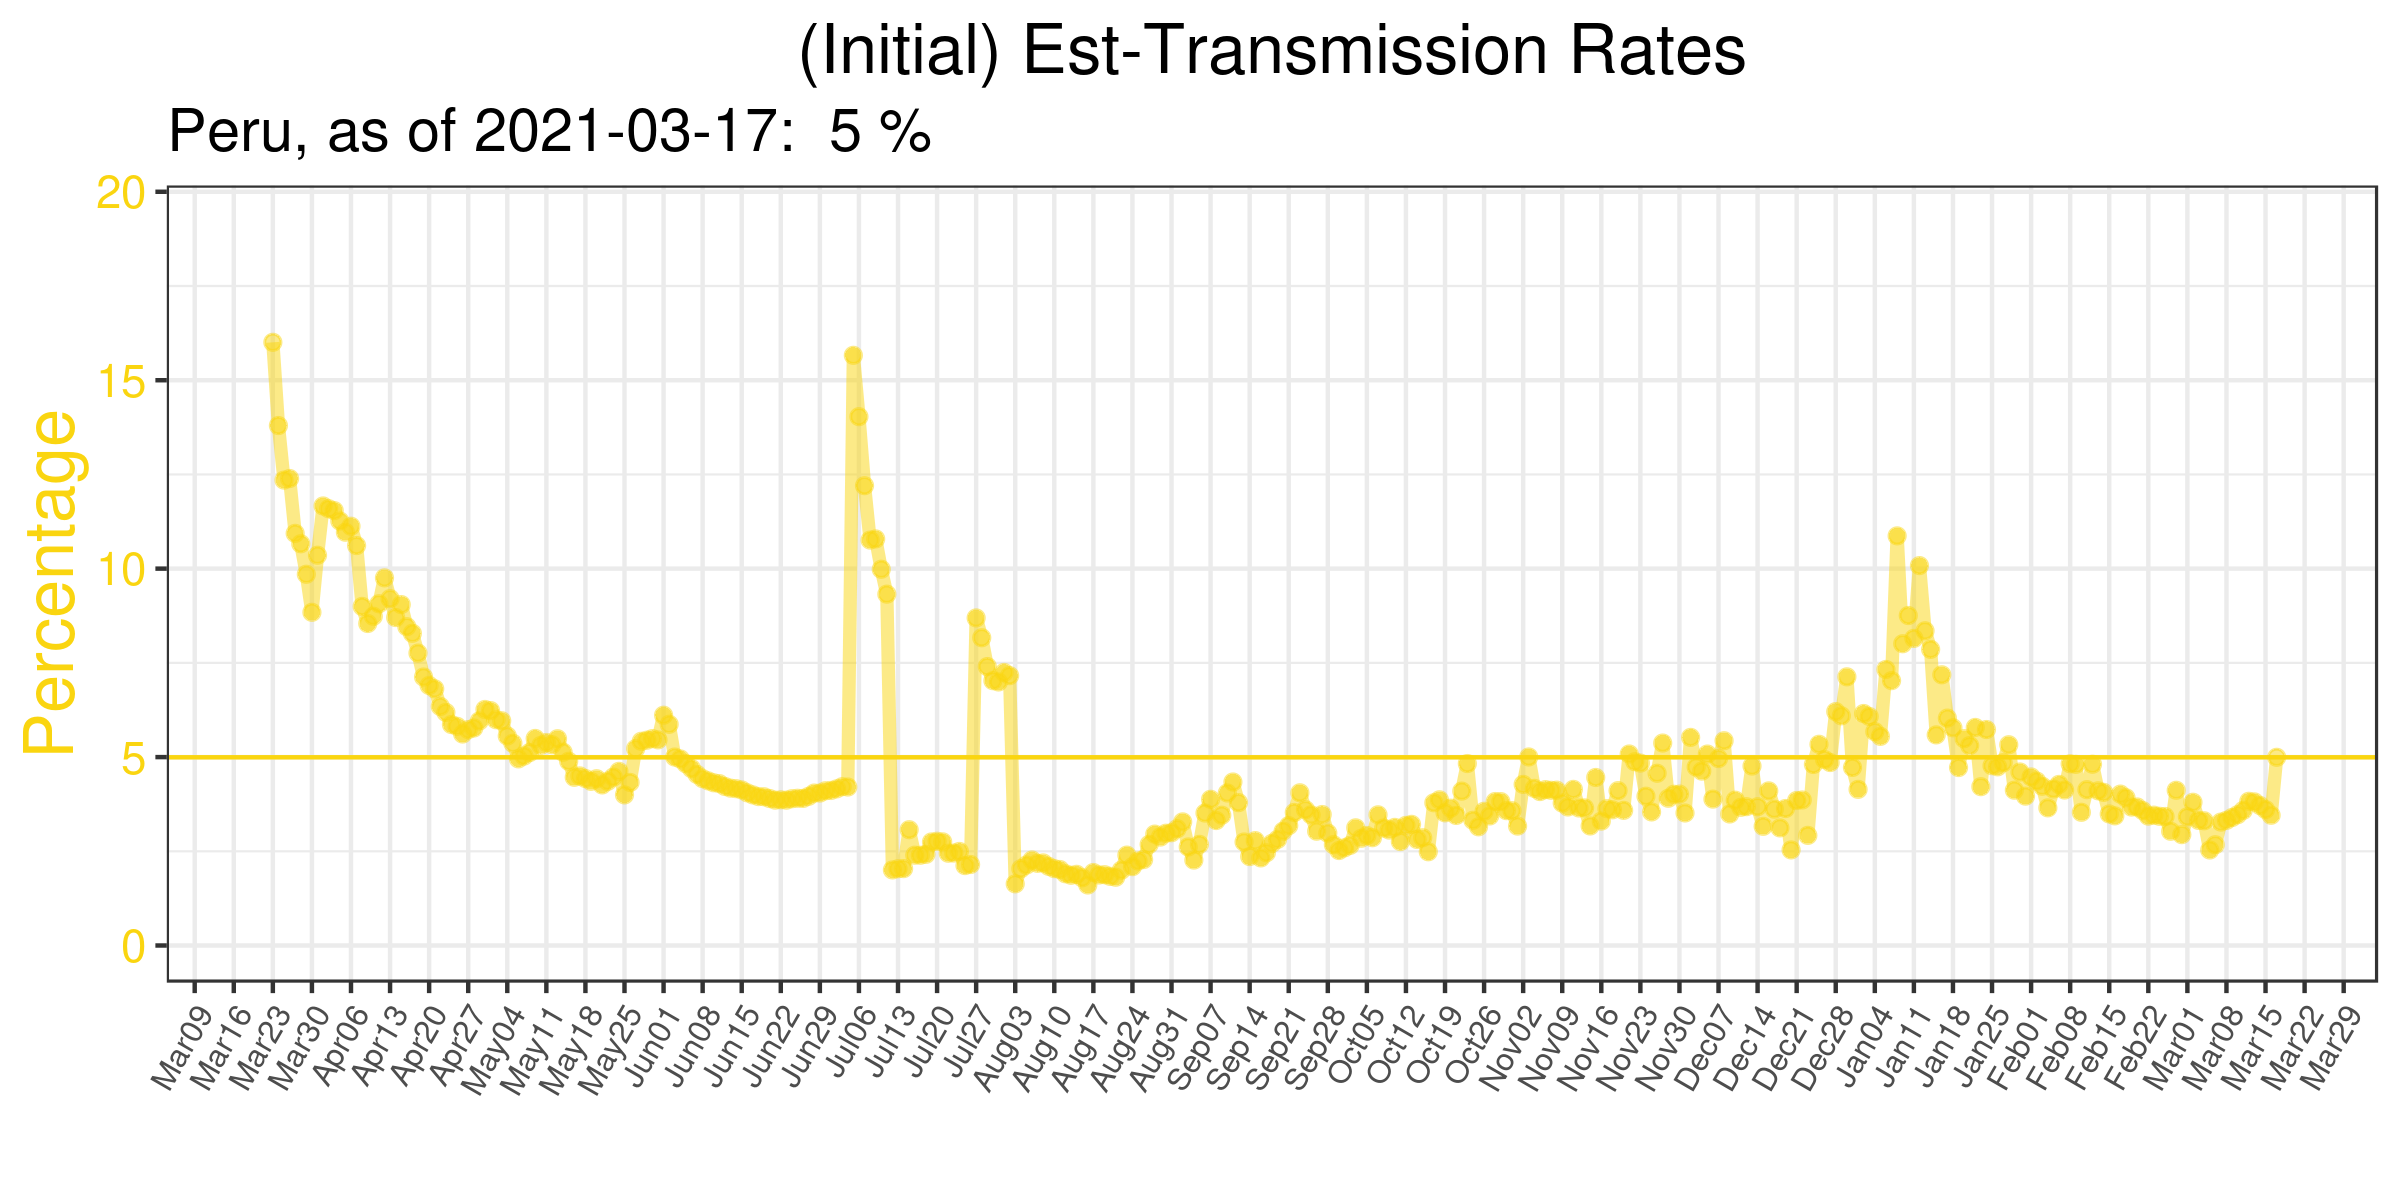 (Initial) Est-Transmission Rates
Peru, as of 2021-03-17:  5 %
Percentage
20
15
10
5
0
Mar09 Mar16 Mar23 Mar30 Apr06 Apr13 Apr20 Apr27 May04 May11 May18 May25 Jun01 Jun08 Jun15 Jun22 Jun29 Jul06 Jul13 Jul20 Jul27 Aug03 Aug10 Aug17 Aug24 Aug31 Sep07 Sep14 Sep21 Sep28 Oct05 Oct12 Oct19 Oct26 Nov02 Nov09 Nov16 Nov23 Nov30 Dec07 Dec14 Dec21 Dec28 Jan04 Jan11 Jan18 Jan25 Feb01 Feb08 Feb15 Feb22 Mar01 Mar08 Mar15 Mar22 Mar29